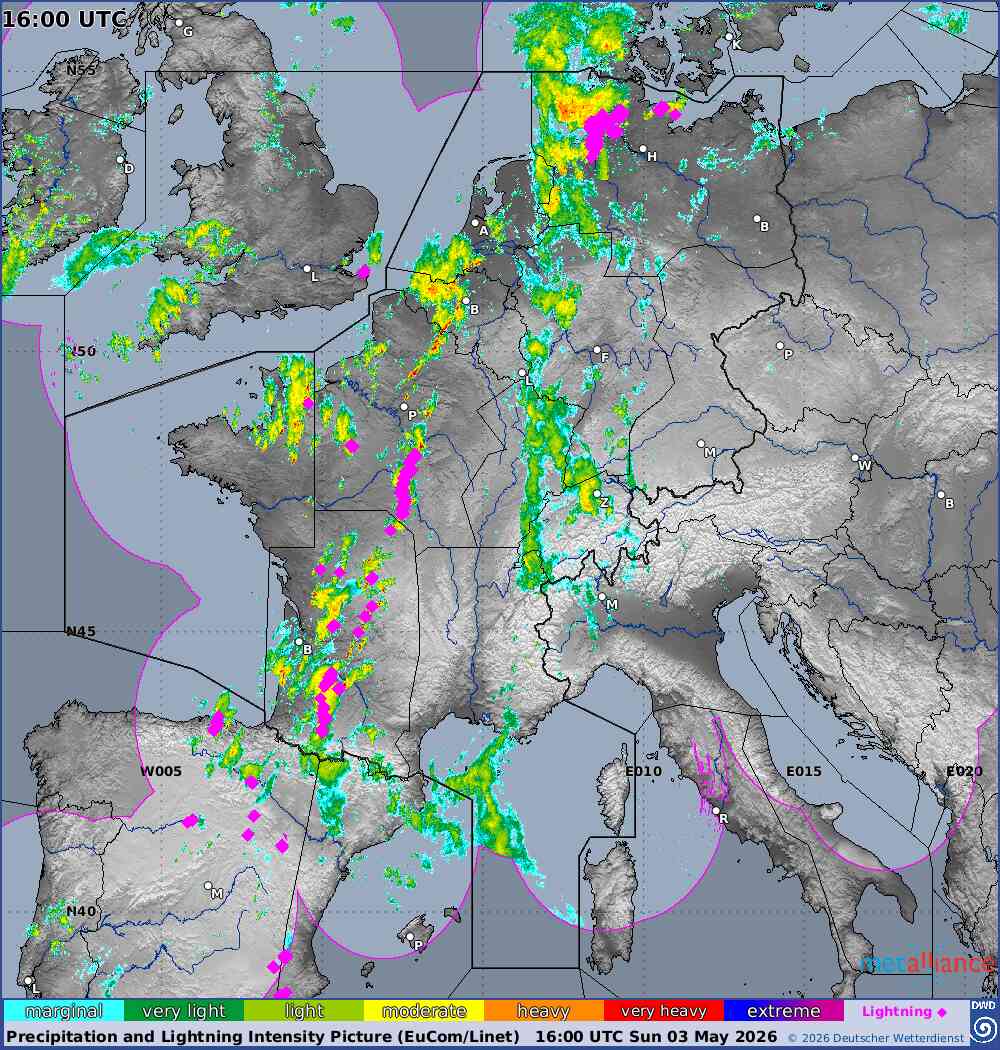 16:00 UTC
G
K
N55
H
D
B
A
L
B
N50
P
F
L
P
M
W
B
Z
M
N45
B
W005
E010
E015
E020
R
M
N40
P
L
metalliance
marginal very light light moderate heavy very heavy extreme Lightning
DWD
Precipitation and Lightning Intensity Picture (EuCom/Linet) 16:00 UTC Sun 03 May 2026 © 2026 Deutscher Wetterdienst